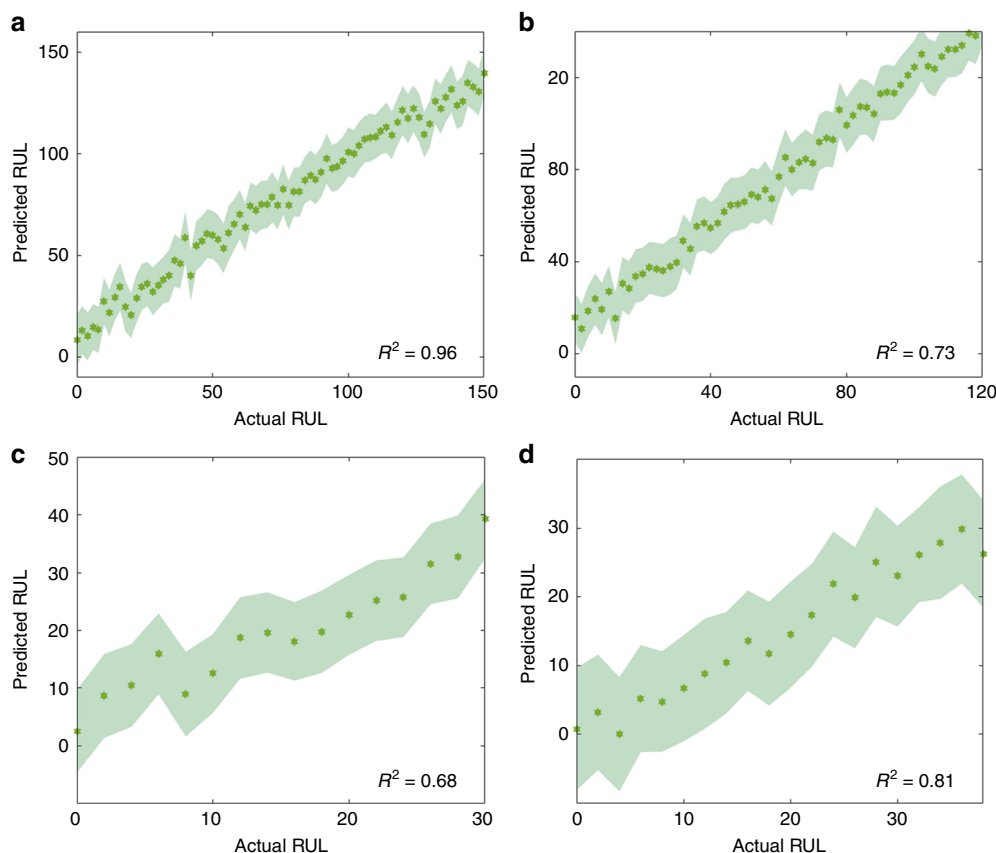 a
150
100
50
0
Predicted RUL
R² = 0.96
0 50 100 150
Actual RUL
b
20
80
40
0
Predicted RUL
R² = 0.73
0 40 80 120
Actual RUL
c
50
40
30
20
10
0
Predicted RUL
R² = 0.68
0 10 20 30
Actual RUL
d
30
20
10
0
Predicted RUL
R² = 0.81
0 10 20 30
Actual RUL